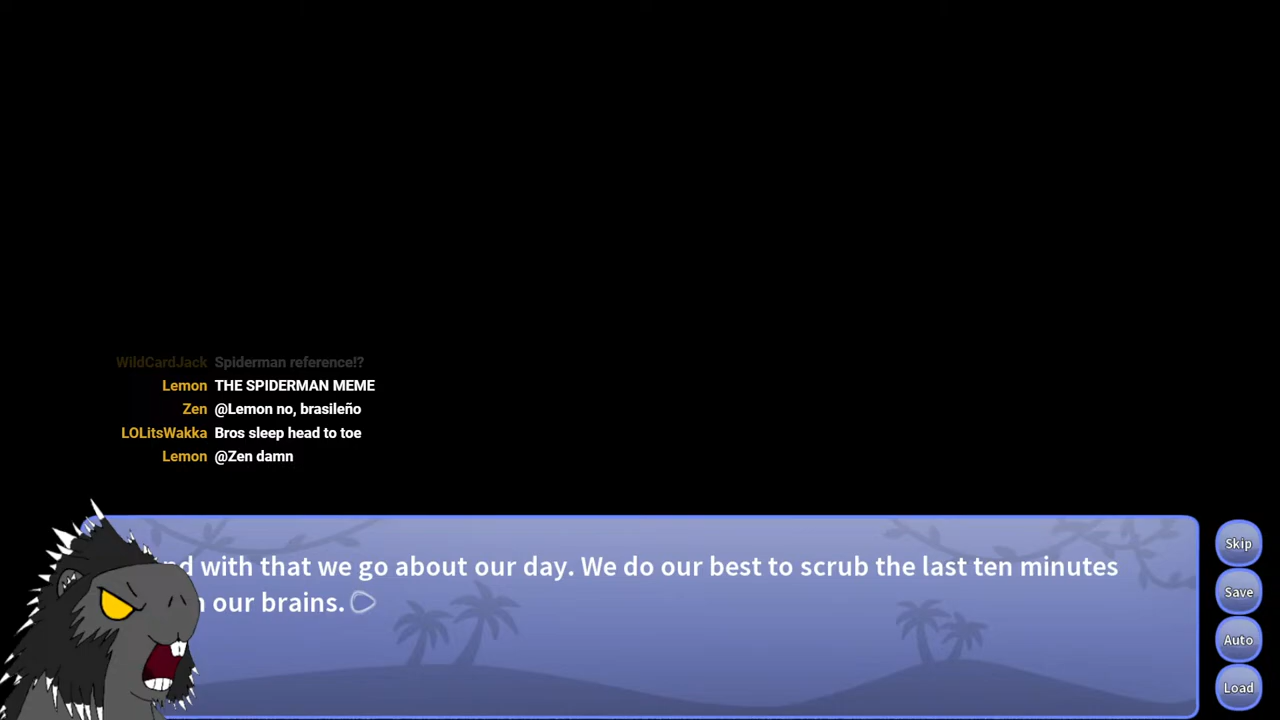 WildCardJack Spiderman reference!?
Lemon THE SPIDERMAN MEME
Zen @Lemon no, brasileño
LOLitsWakka Bros sleep head to toe
Lemon @Zen damn
with that we go about our day. We do our best to scrub the last ten minutes
our brains.
Skip
Save
Auto
Load